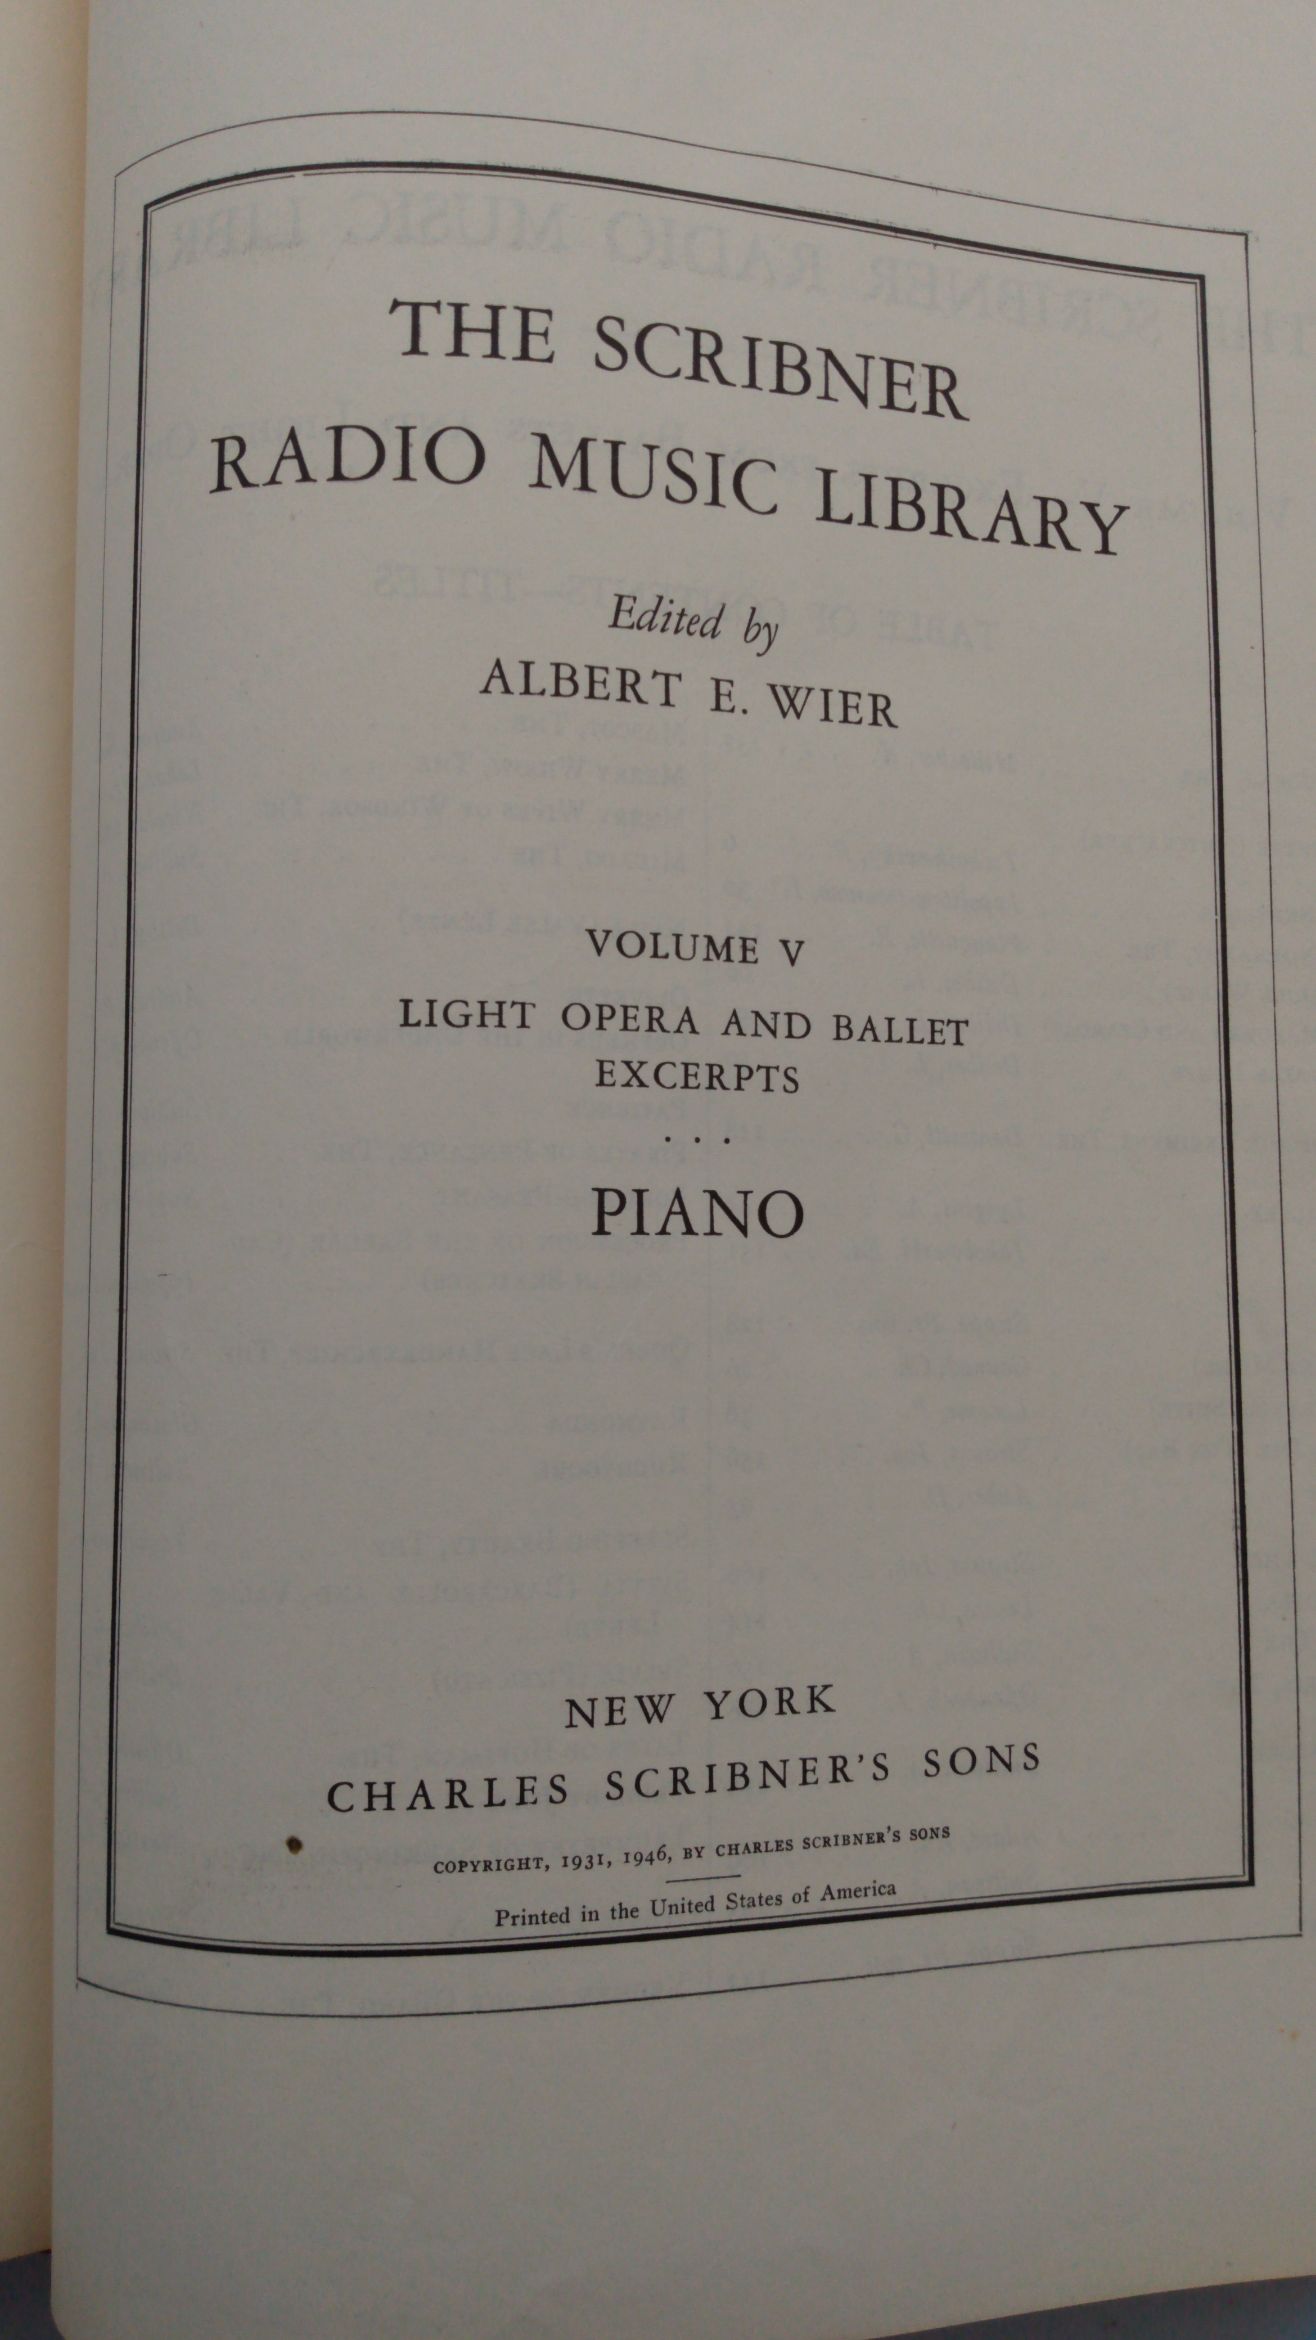 THE SCRIBNER
RADIO MUSIC LIBRARY
Edited by
ALBERT E. WIER
VOLUME V
LIGHT OPERA AND BALLET
EXCERPTS
...
PIANO
NEW YORK
CHARLES SCRIBNER'S SONS
COPYRIGHT, 1931, 1946, BY CHARLES SCRIBNER'S SONS
Printed in the United States of America